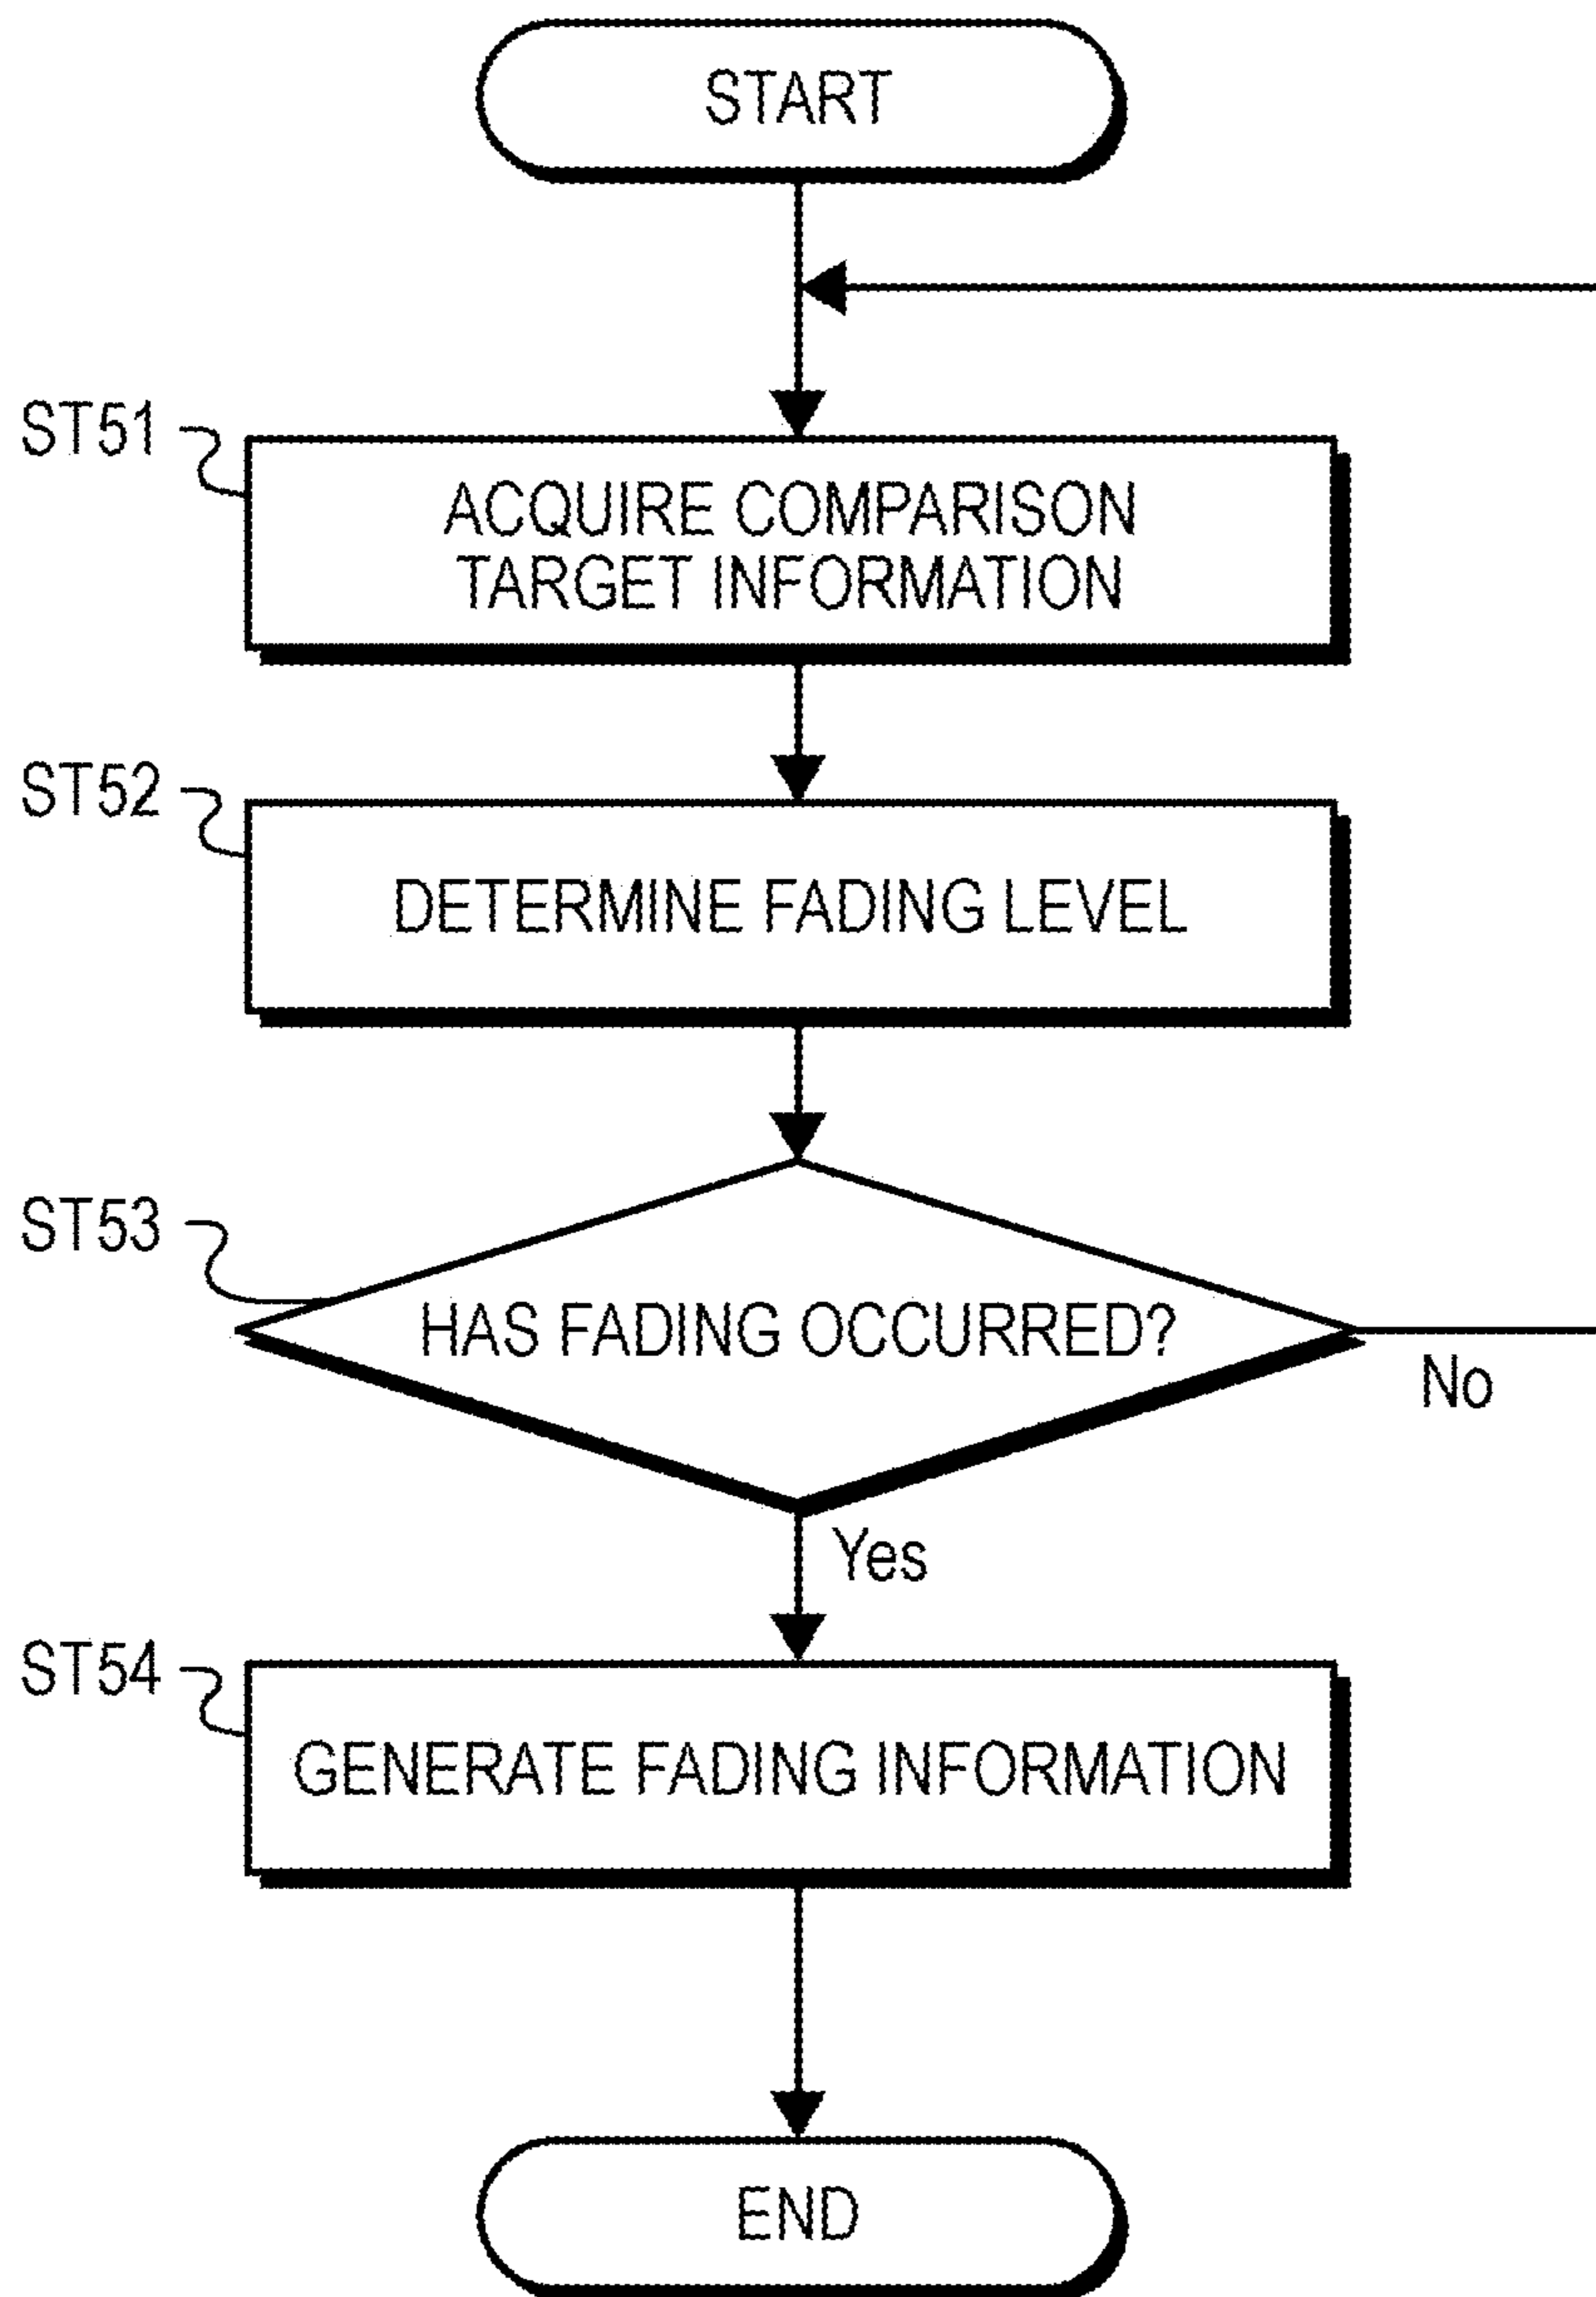 START
ST51
ACQUIRE COMPARISON
TARGET INFORMATION
ST52
DETERMINE FADING LEVEL
ST53
HAS FADING OCCURRED?
No
Yes
ST54
GENERATE FADING INFORMATION
END